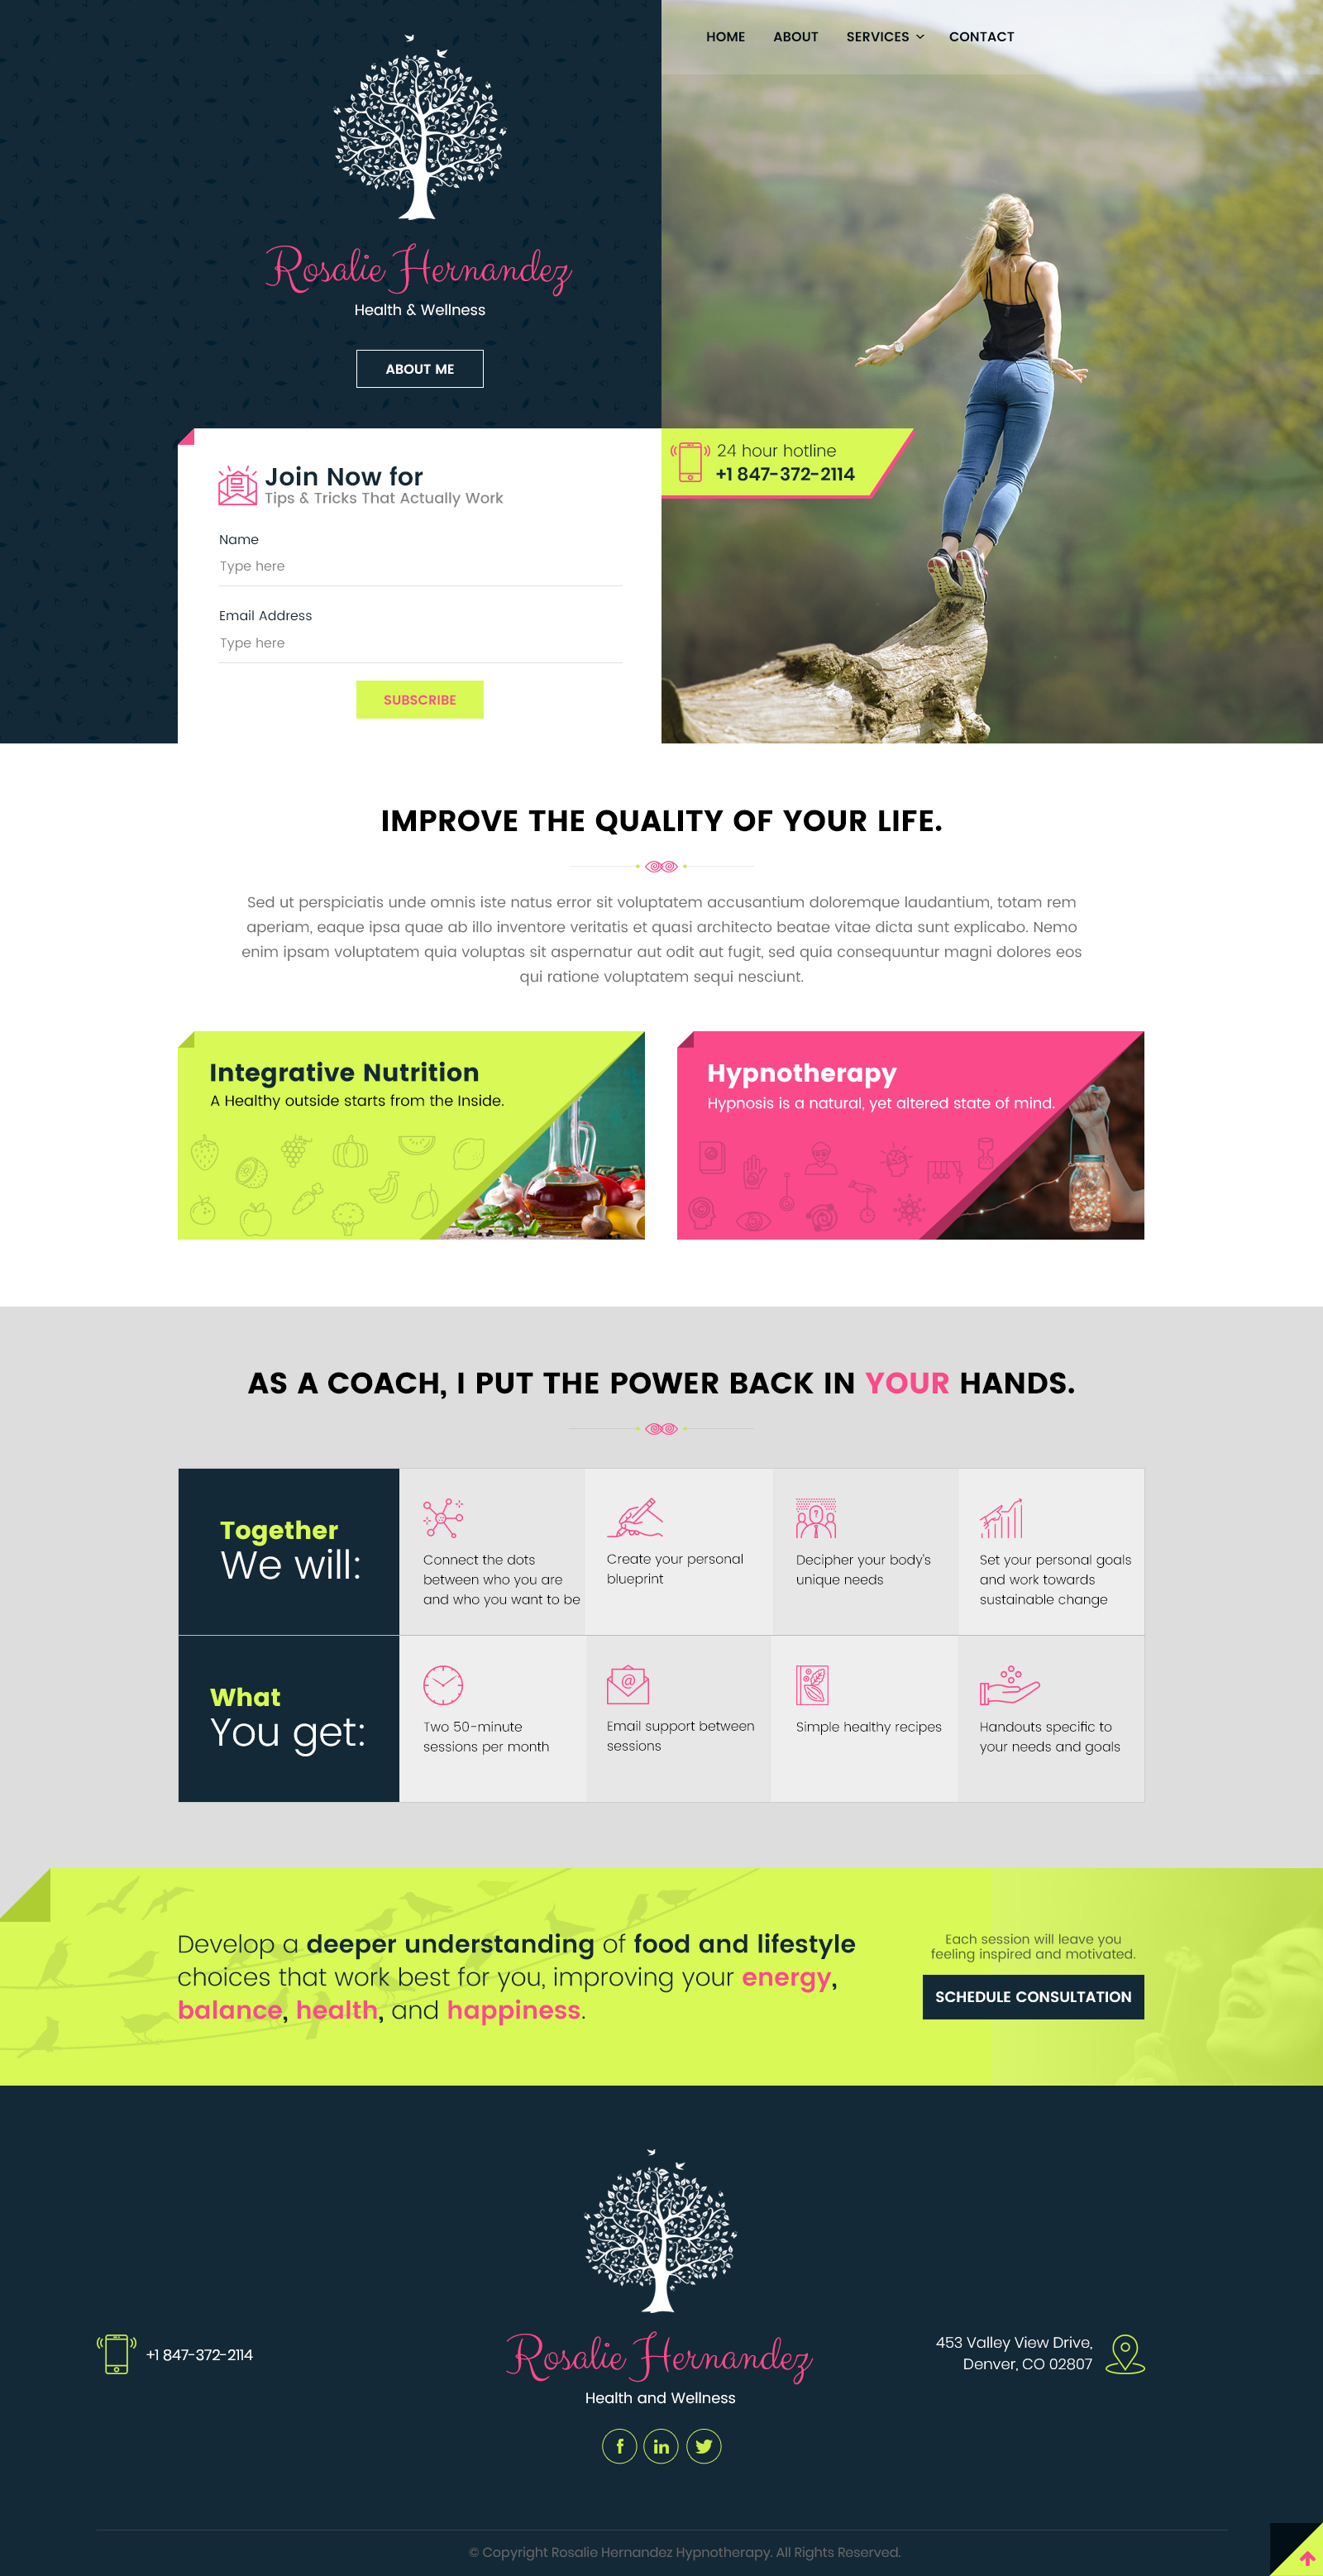 HOME ABOUT SERVICES CONTACT
Rosalie Hernandez
Health & Wellness
ABOUT ME
24 hour hotline
+1 847-372-2114
Join Now for
Tips & Tricks That Actually Work
Name
Type here
Email Address
Type here
SUBSCRIBE
IMPROVE THE QUALITY OF YOUR LIFE.
Sed ut perspiciatis unde omnis iste natus error sit voluptatem accusantium doloremque laudantium, totam rem
aperiam, eaque ipsa quae ab illo inventore veritatis et quasi architecto beatae vitae dicta sunt explicabo. Nemo
enim ipsam voluptatem quia voluptas sit aspernatur aut odit aut fugit, sed quia consequuntur magni dolores eos
qui ratione voluptatem sequi nesciunt.
Integrative Nutrition
A Healthy outside starts from the Inside.
Hypnotherapy
Hypnosis is a natural, yet altered state of mind.
AS A COACH, I PUT THE POWER BACK IN YOUR HANDS.
Together
We will:
Connect the dots
between who you are
and who you want to be
Create your personal
blueprint
Decipher your body's
unique needs
Set your personal goals
and work towards
sustainable change
What
You get:
Two 50-minute
sessions per month
Email support between
sessions
Simple healthy recipes
Handouts specific to
your needs and goals
Develop a deeper understanding of food and lifestyle
choices that work best for you, improving your energy,
balance, health, and happiness.
Each session will leave you
feeling inspired and motivated.
SCHEDULE CONSULTATION
+1 847-372-2114
Rosalie Hernandez
Health and Wellness
453 Valley View Drive,
Denver, CO 02807
© Copyright Rosalie Hernandez Hypnotherapy. All Rights Reserved.